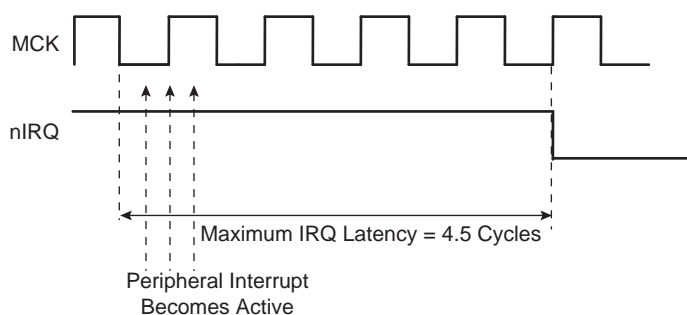 MCK
nIRQ
Maximum IRQ Latency = 4.5 Cycles
Peripheral Interrupt
Becomes Active